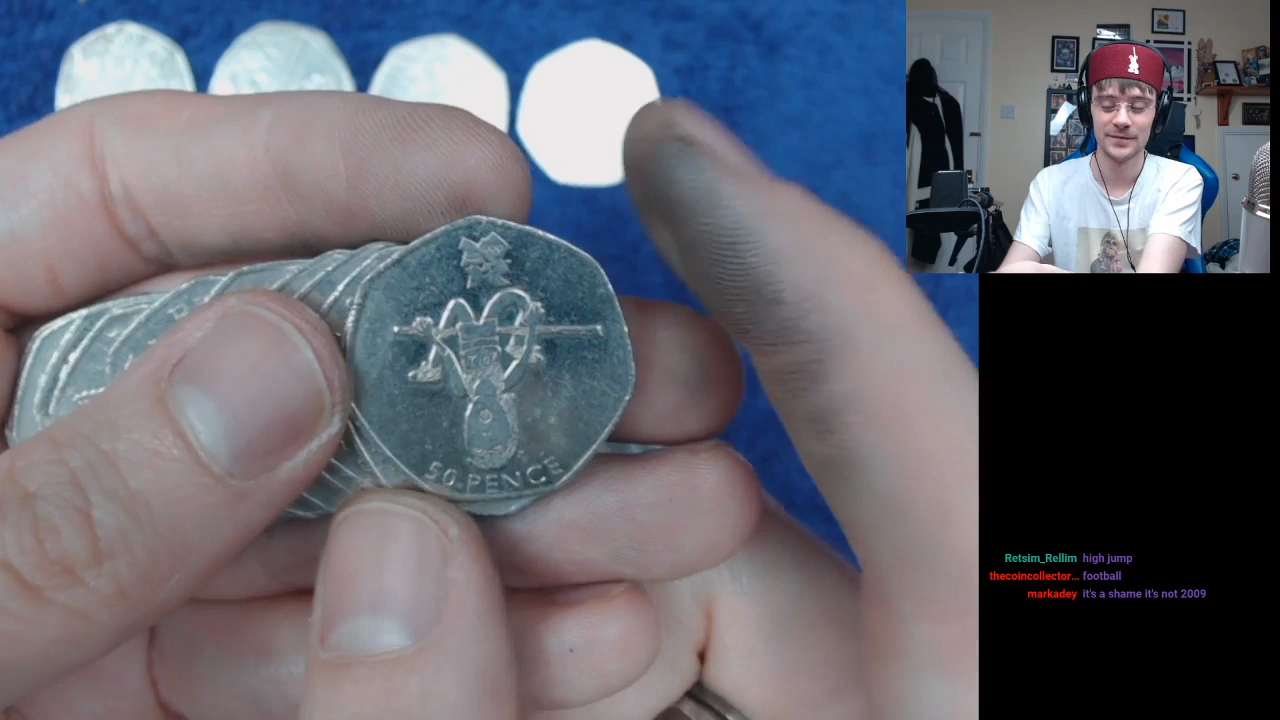 50 PENCE
Retsim_Rellim high jump
thecoincollector... football
markadey it's a shame it's not 2009